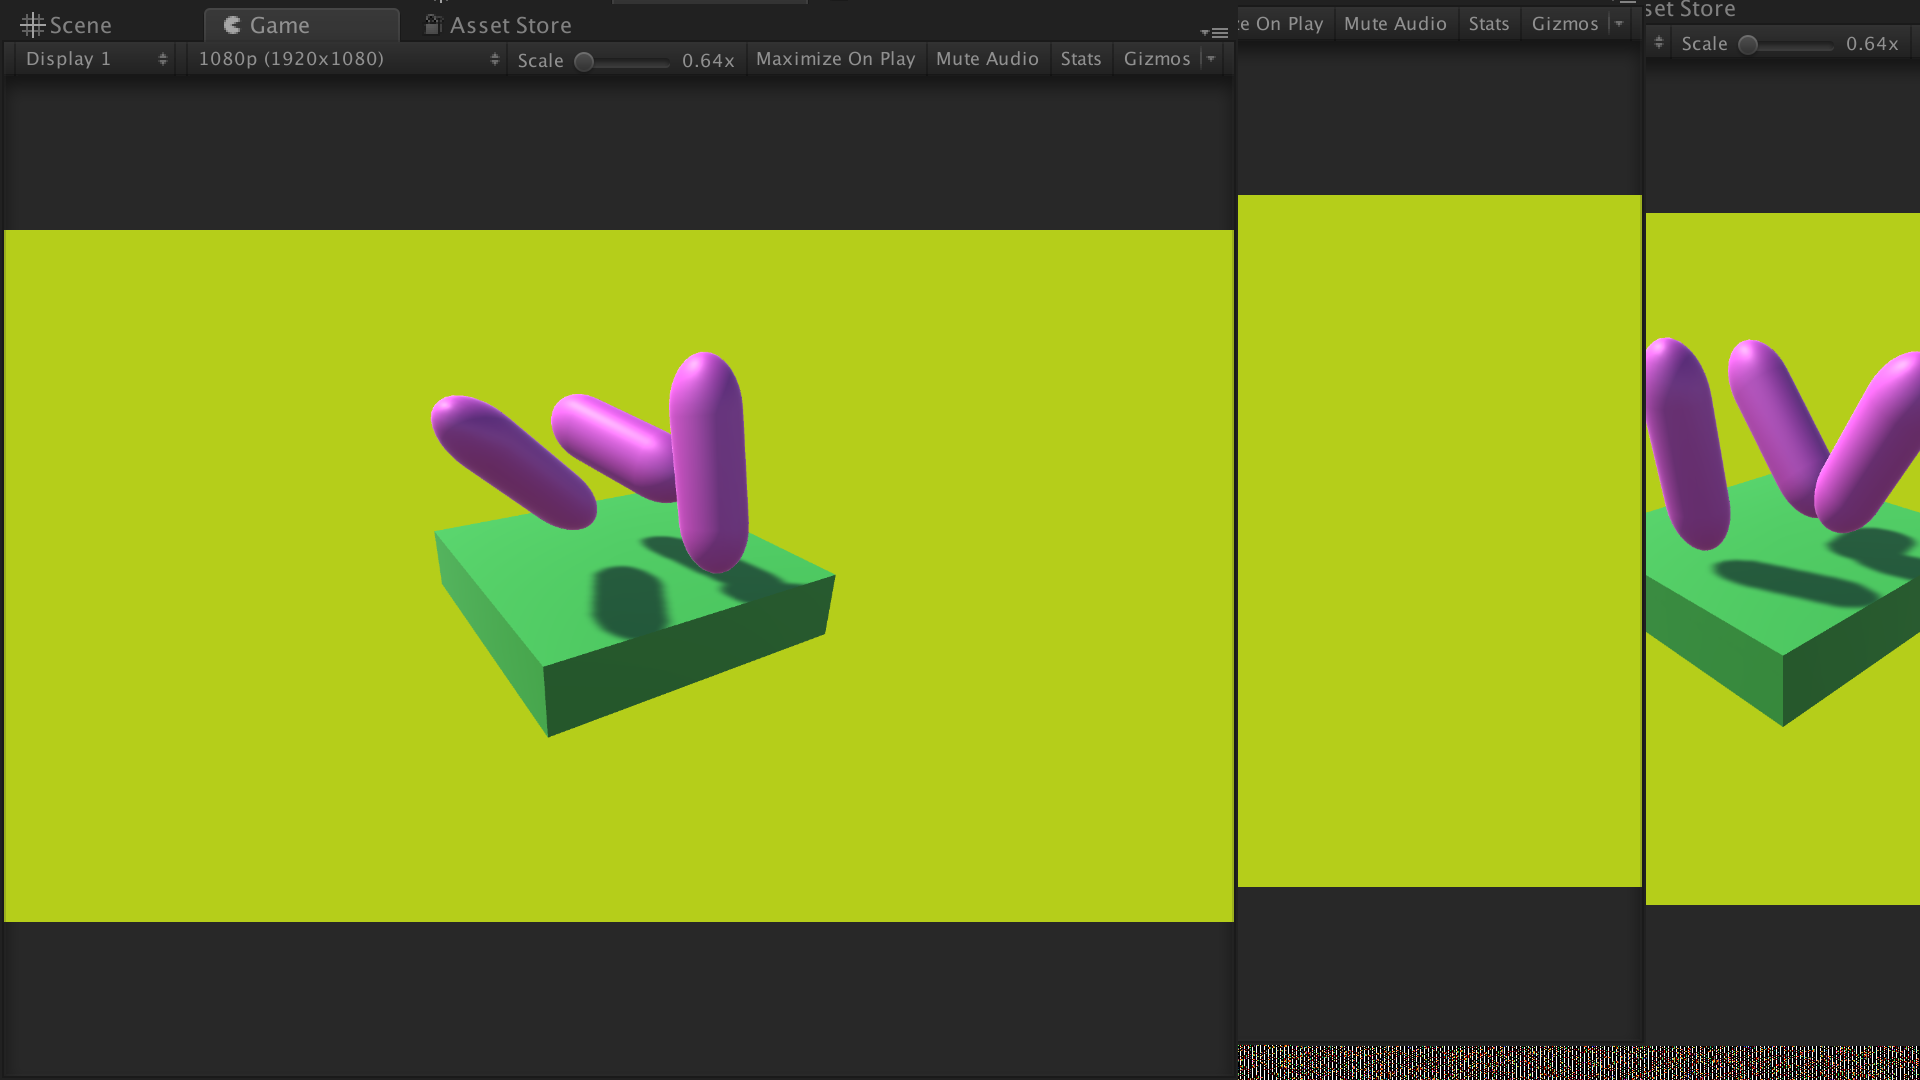 Scene Game Asset Store
Display 1 1080p (1920x1080) Scale 0.64x Maximize On Play Mute Audio Stats Gizmos
On Play Mute Audio Stats Gizmos
Store
Scale 0.64x